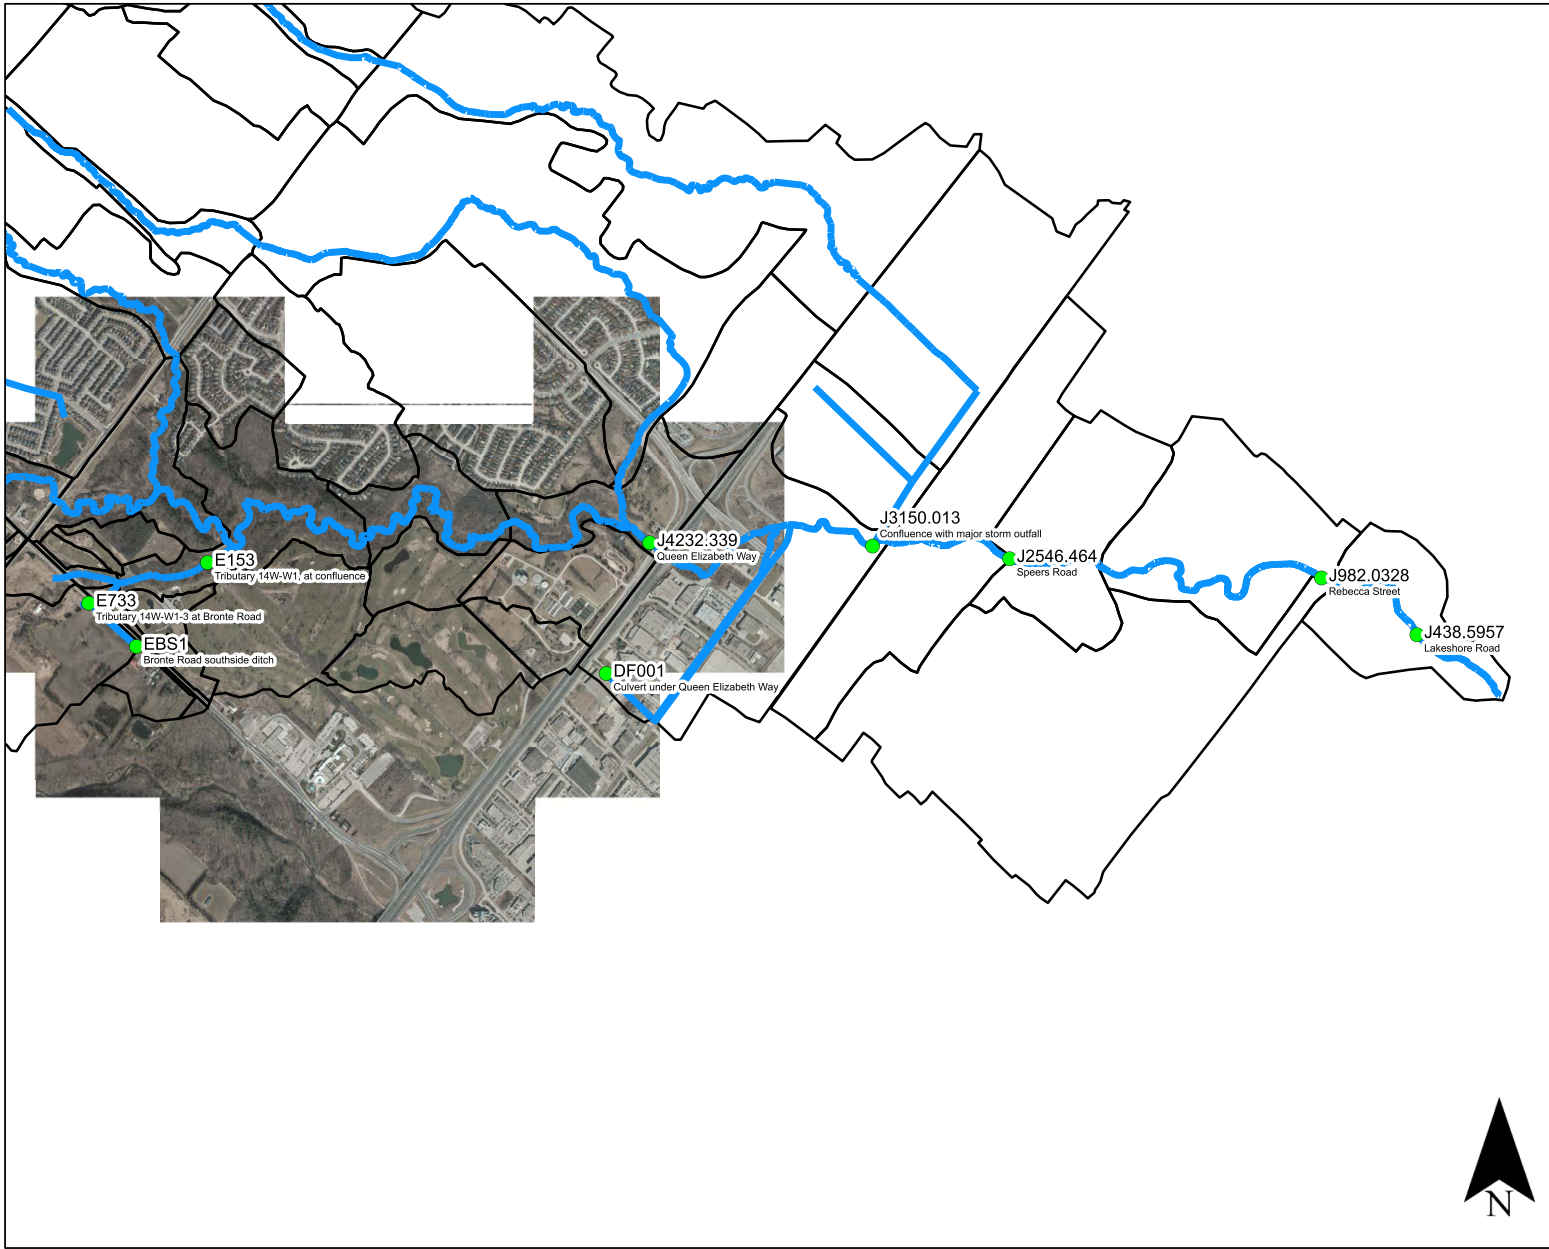 J3150.013
Confluence with major storm outfall
J4232.339
Queen Elizabeth Way
J2546.464
Speers Road
E153
Tributary 14W-W1, at confluence
J982.0328
Rebecca Street
E733
Tributary 14W-W1-3 at Bronte Road
J438.5957
Lakeshore Road
EBS1
Bronte Road southside ditch
DF001
Culvert under Queen Elizabeth Way
N